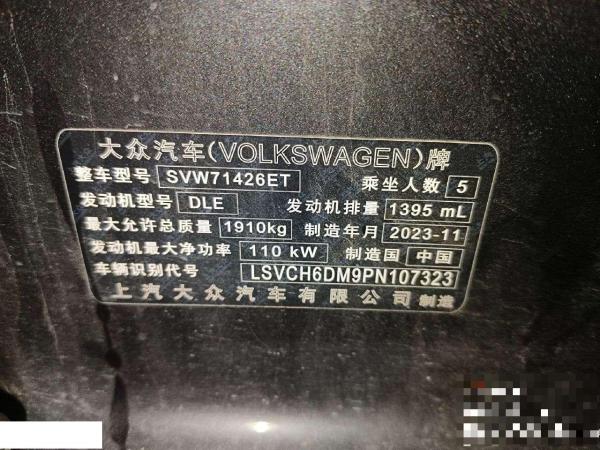 大众汽车(VOLKSWAGEN)牌
整车型号 SVW71426ET 乘坐人数 5
发动机型号 DLE 发动机排量 1395 mL
最大允许总质量 1910kg 制造年月 2023-11
发动机最大净功率 110 kW 制造国 中国
车辆识别代号 LSVCH6DM9PN107323
上汽大众汽车有限公司 制造